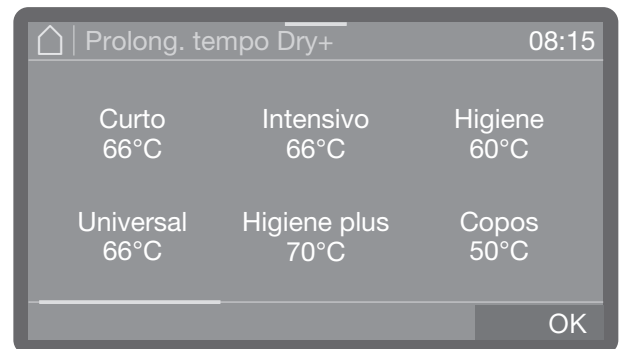 Prolong. tempo Dry+ 08:15
Curto Intensivo Higiene
66°C 66°C 60°C
Universal Higiene plus Copos
66°C 70°C 50°C
OK